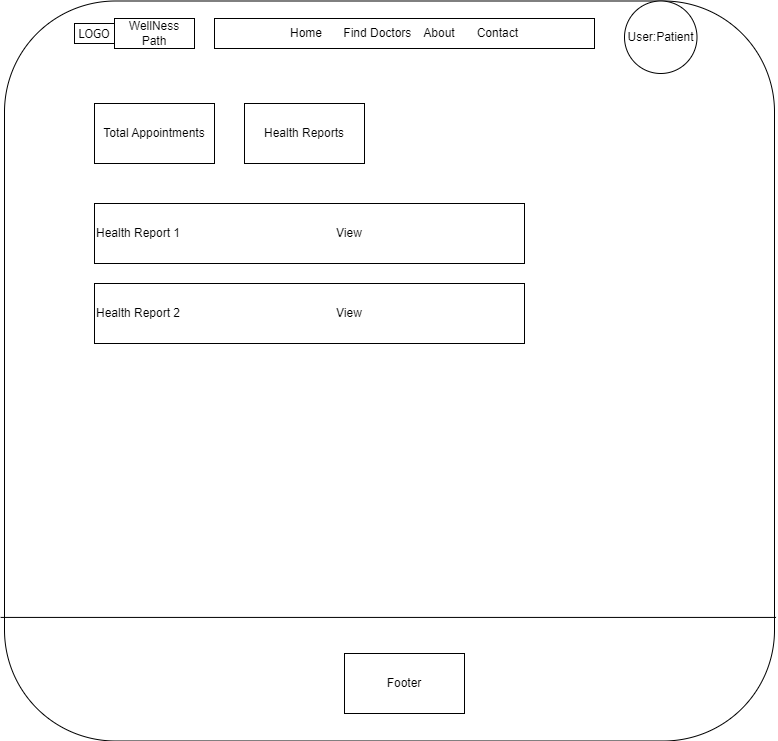 LOGO
WellNess
Path
Home Find Doctors About Contact
User:Patient
Total Appointments
Health Reports
Health Report 1 View
Health Report 2 View
Footer